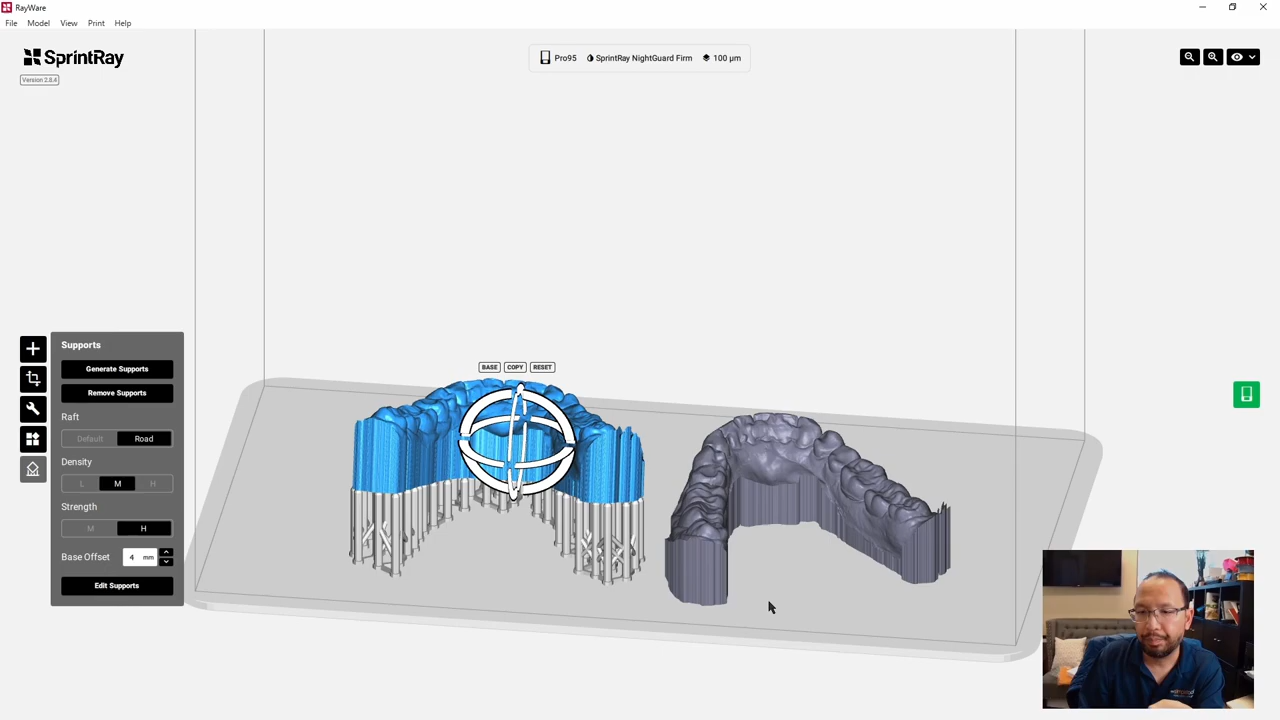 RayWare
File Model View Print Help
SprintRay
Version 2.8.4
Pro95 SprintRay NightGuard Firm 100 µm
BASE COPY RESET
Supports
Generate Supports
Remove Supports
Raft
Default Road
Density
L M H
Strength
M H
Base Offset 4 mm
Edit Supports